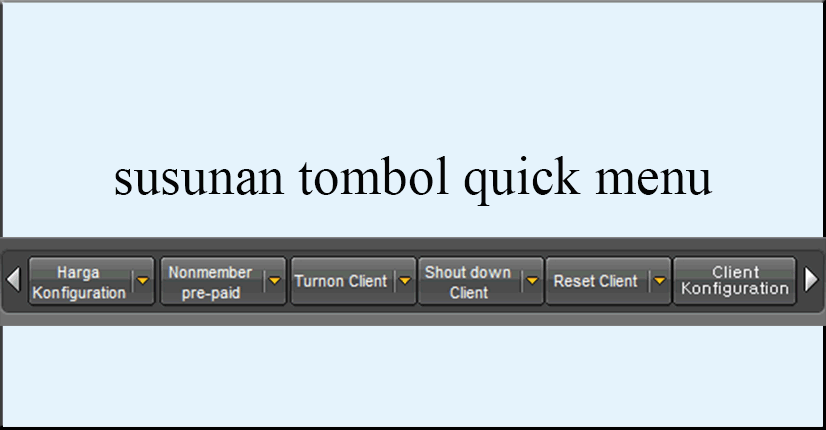 susunan tombol quick menu
Harga
Konfiguration
Nonmember
pre-paid
Turnon Client
Shout down
Client
Reset Client
Client
Konfiguration